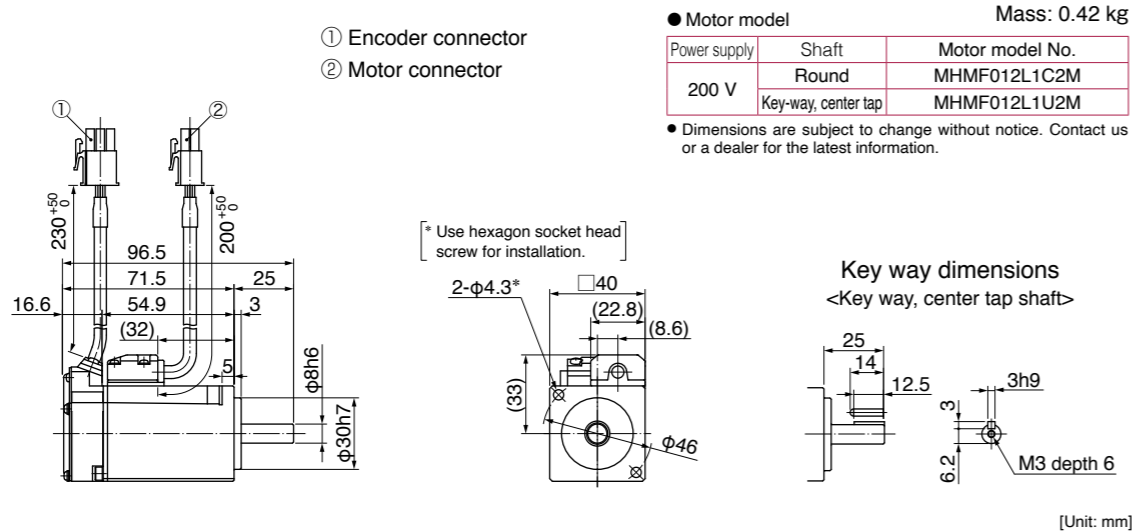 ① Encoder connector
② Motor connector
● Motor model
Mass: 0.42 kg
Power supply Shaft Motor model No.
200 V Round MHMF012L1C2M
Key-way, center tap MHMF012L1U2M
● Dimensions are subject to change without notice. Contact us
or a dealer for the latest information.
① ②
230 +50 0
200 +50 0
96.5
71.5 25
16.6 54.9 3
(32)
5
φ8h6
φ30h7
* Use hexagon socket head
screw for installation.
2-φ4.3*
□40
(22.8)
(8.6)
(33)
φ46
Key way dimensions
<Key way, center tap shaft>
25
14
12.5
3h9
3
6.2
M3 depth 6
[Unit: mm]